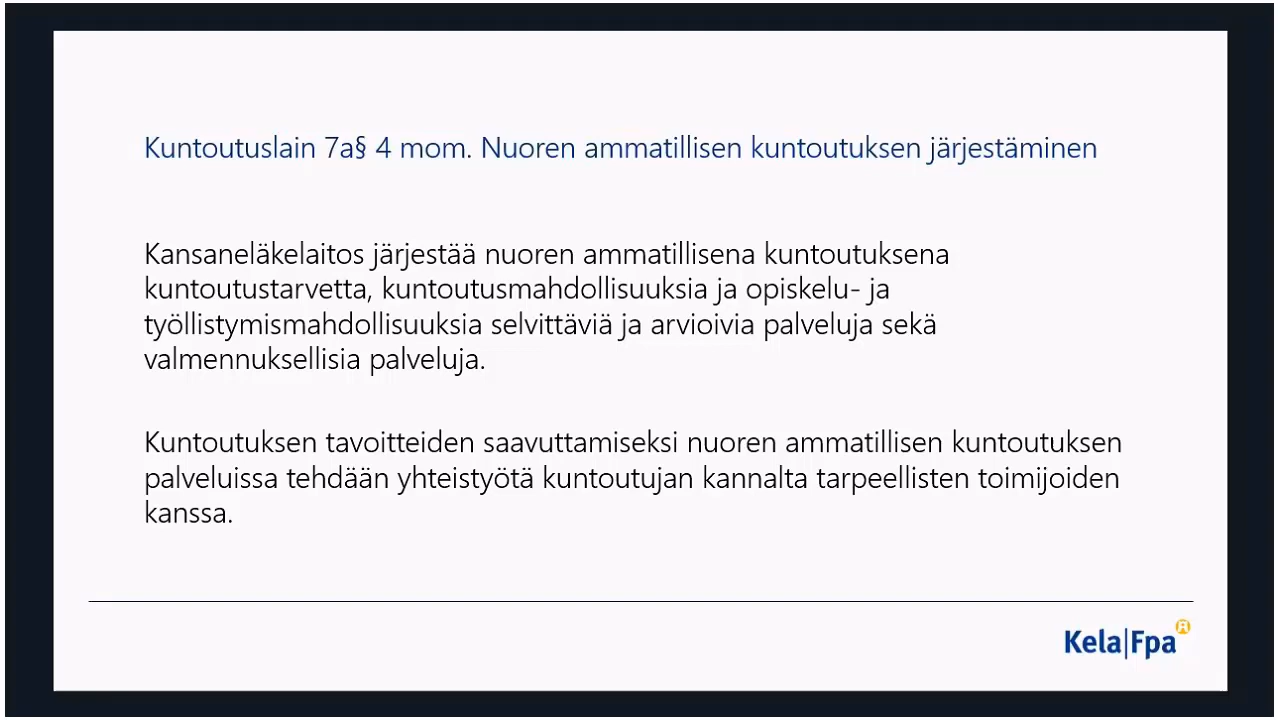 Kuntoutuslain 7a§ 4 mom. Nuoren ammatillisen kuntoutuksen järjestäminen
Kansaneläkelaitos järjestää nuoren ammatillisena kuntoutuksena
kuntoutustarvetta, kuntoutusmahdollisuuksia ja opiskelu- ja
työllistymismahdollisuuksia selvittäviä ja arvioivia palveluja sekä
valmennuksellisia palveluja.
Kuntoutuksen tavoitteiden saavuttamiseksi nuoren ammatillisen kuntoutuksen
palveluissa tehdään yhteistyötä kuntoutujan kannalta tarpeellisten toimijoiden
kanssa.
Kela|Fpa